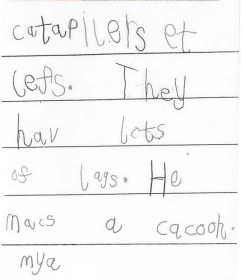 catapilers et
lefs. They
hav lots
of lags. He
macs a cacoon.
mya